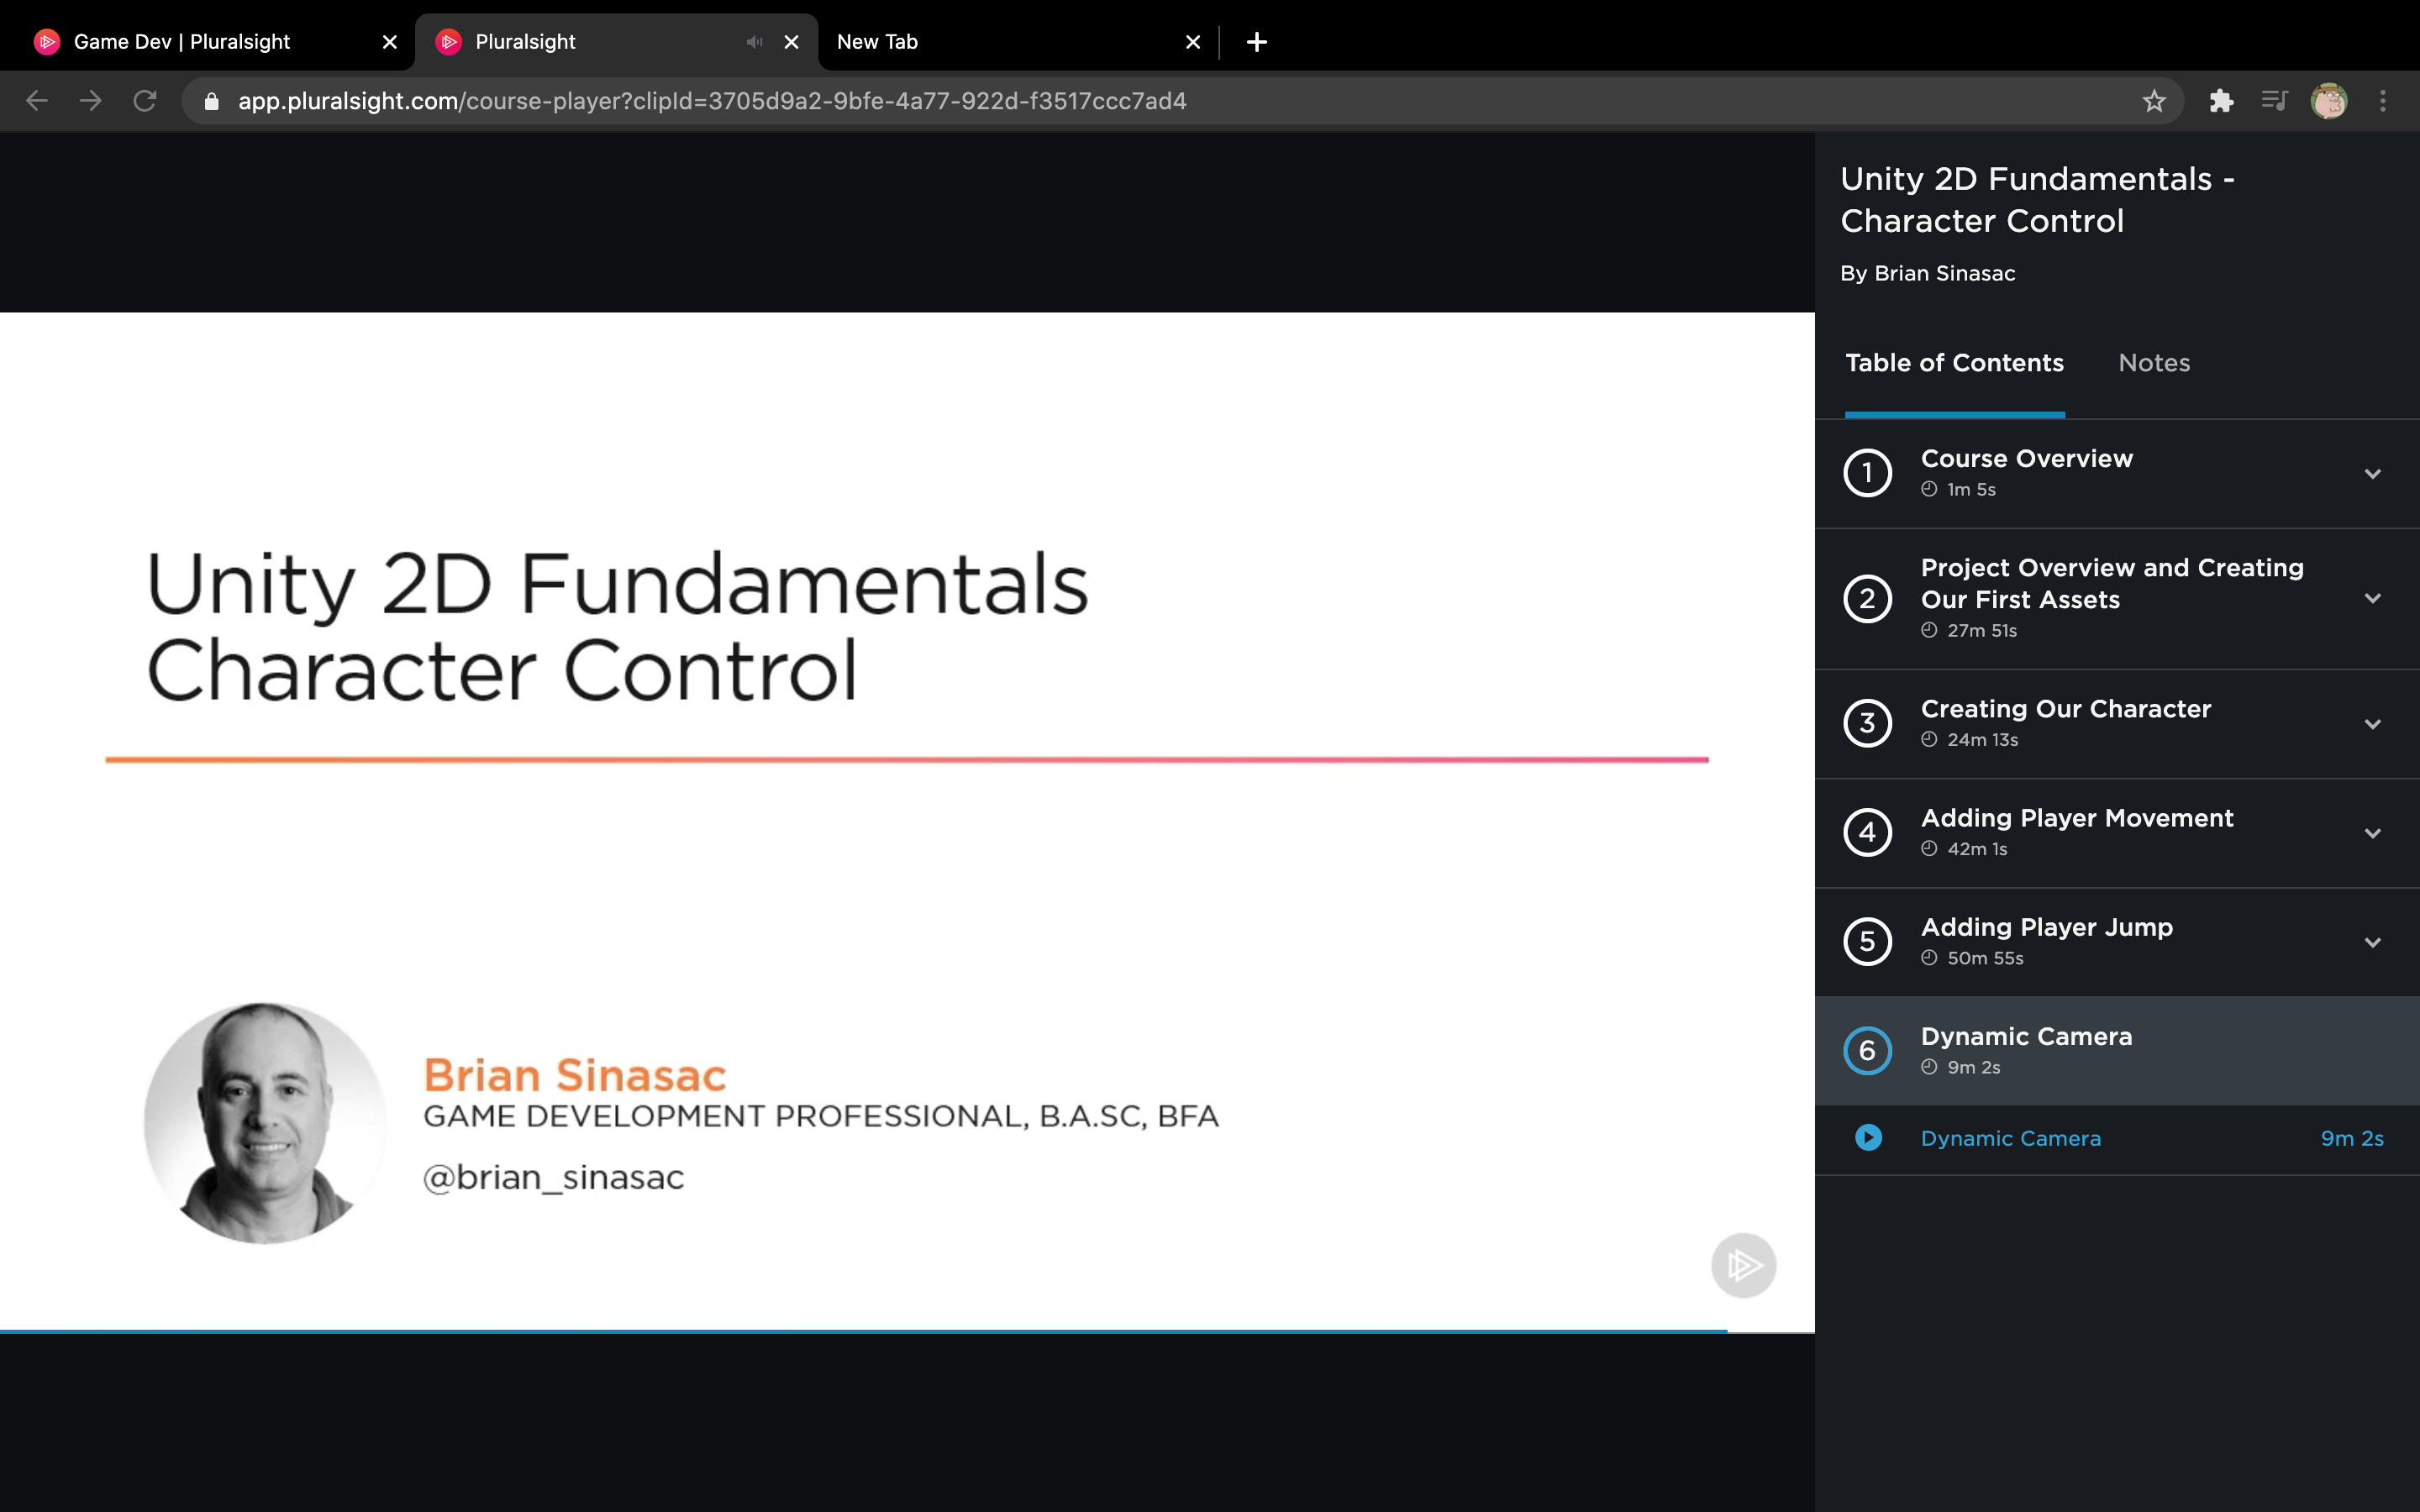 Game Dev | Pluralsight
Pluralsight
New Tab
app.pluralsight.com/course-player?clipId=3705d9a2-9bfe-4a77-922d-f3517ccc7ad4
Unity 2D Fundamentals
Character Control
Brian Sinasac
GAME DEVELOPMENT PROFESSIONAL, B.A.SC, BFA
@brian_sinasac
Unity 2D Fundamentals -
Character Control
By Brian Sinasac
Table of Contents Notes
1 Course Overview
1m 5s
2 Project Overview and Creating
Our First Assets
27m 51s
3 Creating Our Character
24m 13s
4 Adding Player Movement
42m 1s
5 Adding Player Jump
50m 55s
6 Dynamic Camera
9m 2s
Dynamic Camera 9m 2s